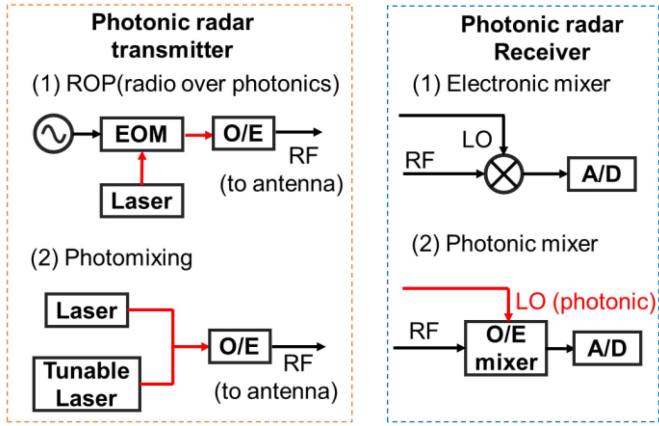 Photonic radar
transmitter
(1) ROP(radio over photonics)
EOM
O/E
RF
(to antenna)
Laser
(2) Photomixing
Laser
O/E
RF
(to antenna)
Tunable
Laser
Photonic radar
Receiver
(1) Electronic mixer
LO
RF
A/D
(2) Photonic mixer
LO (photonic)
RF
O/E
mixer
A/D